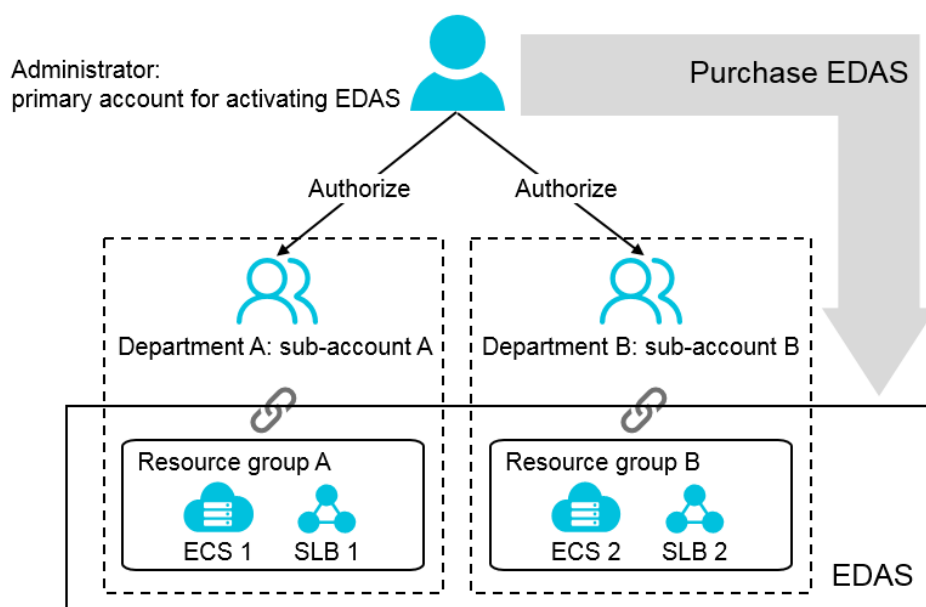 Purchase EDAS
Administrator:
primary account for activating EDAS
Authorize
Authorize
Department A: sub-account A
Department B: sub-account B
Resource group A
Resource group B
ECS 1
SLB 1
ECS 2
SLB 2
EDAS